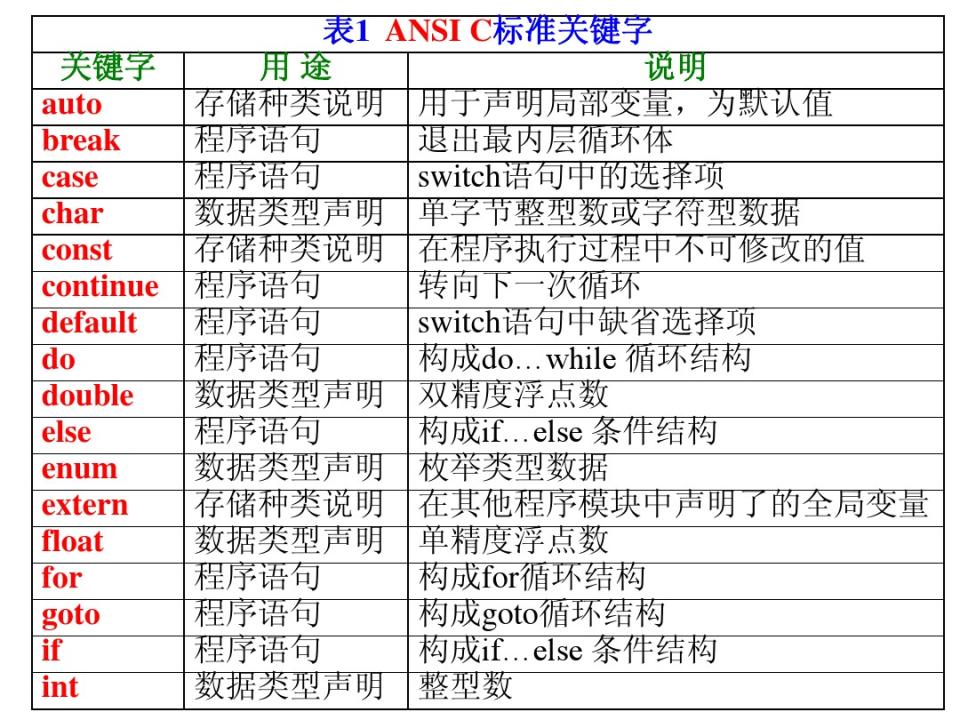 表1 ANSI C标准关键字
关键字 用 途 说明
auto 存储种类说明 用于声明局部变量，为默认值
break 程序语句 退出最内层循环体
case 程序语句 switch语句中的选择项
char 数据类型声明 单字节整型数或字符型数据
const 存储种类说明 在程序执行过程中不可修改的值
continue 程序语句 转向下一次循环
default 程序语句 switch语句中缺省选择项
do 程序语句 构成do…while 循环结构
double 数据类型声明 双精度浮点数
else 程序语句 构成if…else 条件结构
enum 数据类型声明 枚举类型数据
extern 存储种类说明 在其他程序模块中声明了的全局变量
float 数据类型声明 单精度浮点数
for 程序语句 构成for循环结构
goto 程序语句 构成goto循环结构
if 程序语句 构成if…else 条件结构
int 数据类型声明 整型数